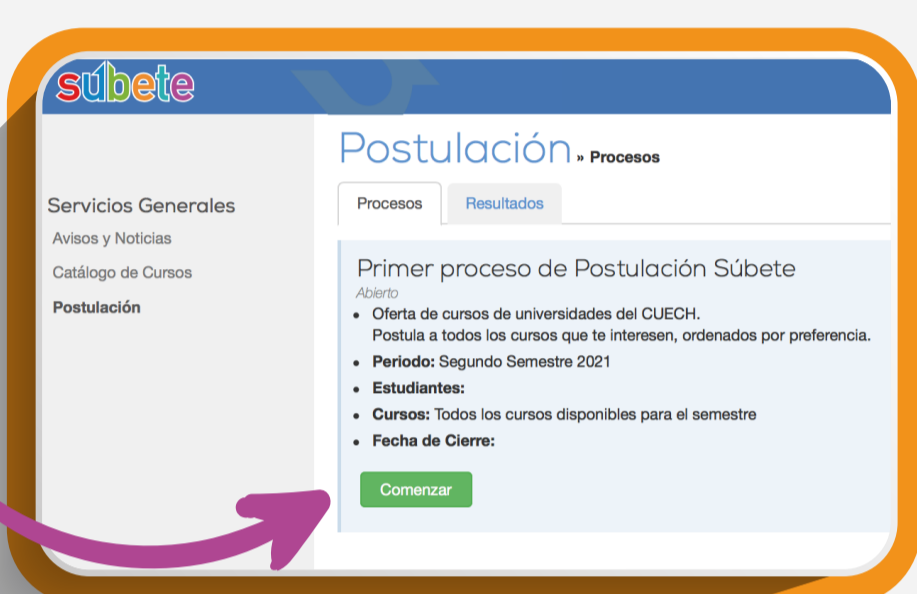 súbete
Postulación » Procesos
Servicios Generales
Avisos y Noticias
Catálogo de Cursos
Postulación
Procesos
Resultados
Primer proceso de Postulación Súbete
Abierto
• Oferta de cursos de universidades del CUECH.
Postula a todos los cursos que te interesen, ordenados por preferencia.
• Periodo: Segundo Semestre 2021
• Estudiantes:
• Cursos: Todos los cursos disponibles para el semestre
• Fecha de Cierre:
Comenzar